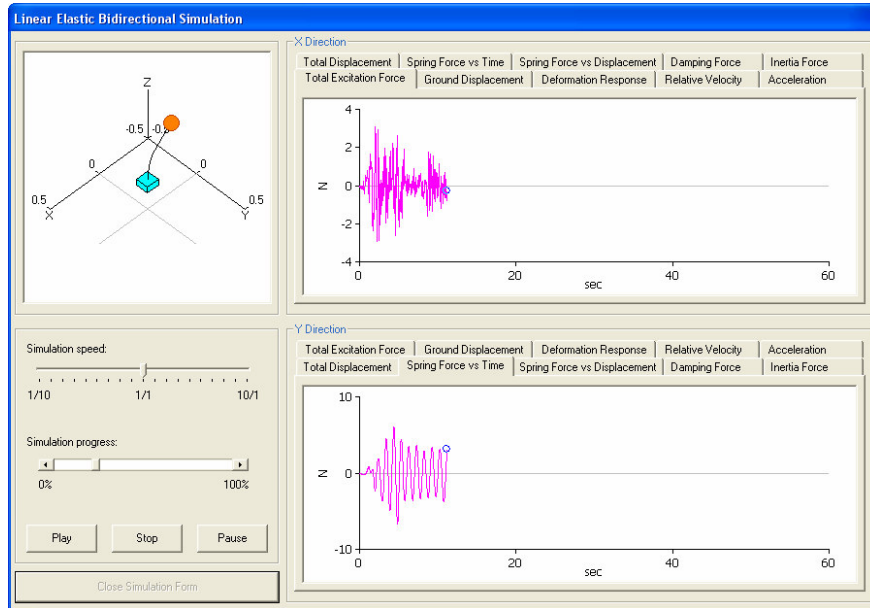 Linear Elastic Bidirectional Simulation
Z
-0.5 -0.5
0 0
0.5 0.5
X Y
Simulation speed:
1/10 1/1 10/1
Simulation progress:
0% 100%
Play Stop Pause
Close Simulation Form
X Direction
Total Displacement Spring Force vs Time Spring Force vs Displacement Damping Force Inertia Force
Total Excitation Force Ground Displacement Deformation Response Relative Velocity Acceleration
4
2
N 0
-2
-4
0 20 40 60
sec
Y Direction
Total Excitation Force Ground Displacement Deformation Response Relative Velocity Acceleration
Total Displacement Spring Force vs Time Spring Force vs Displacement Damping Force Inertia Force
10
N 0
-10
0 20 40 60
sec